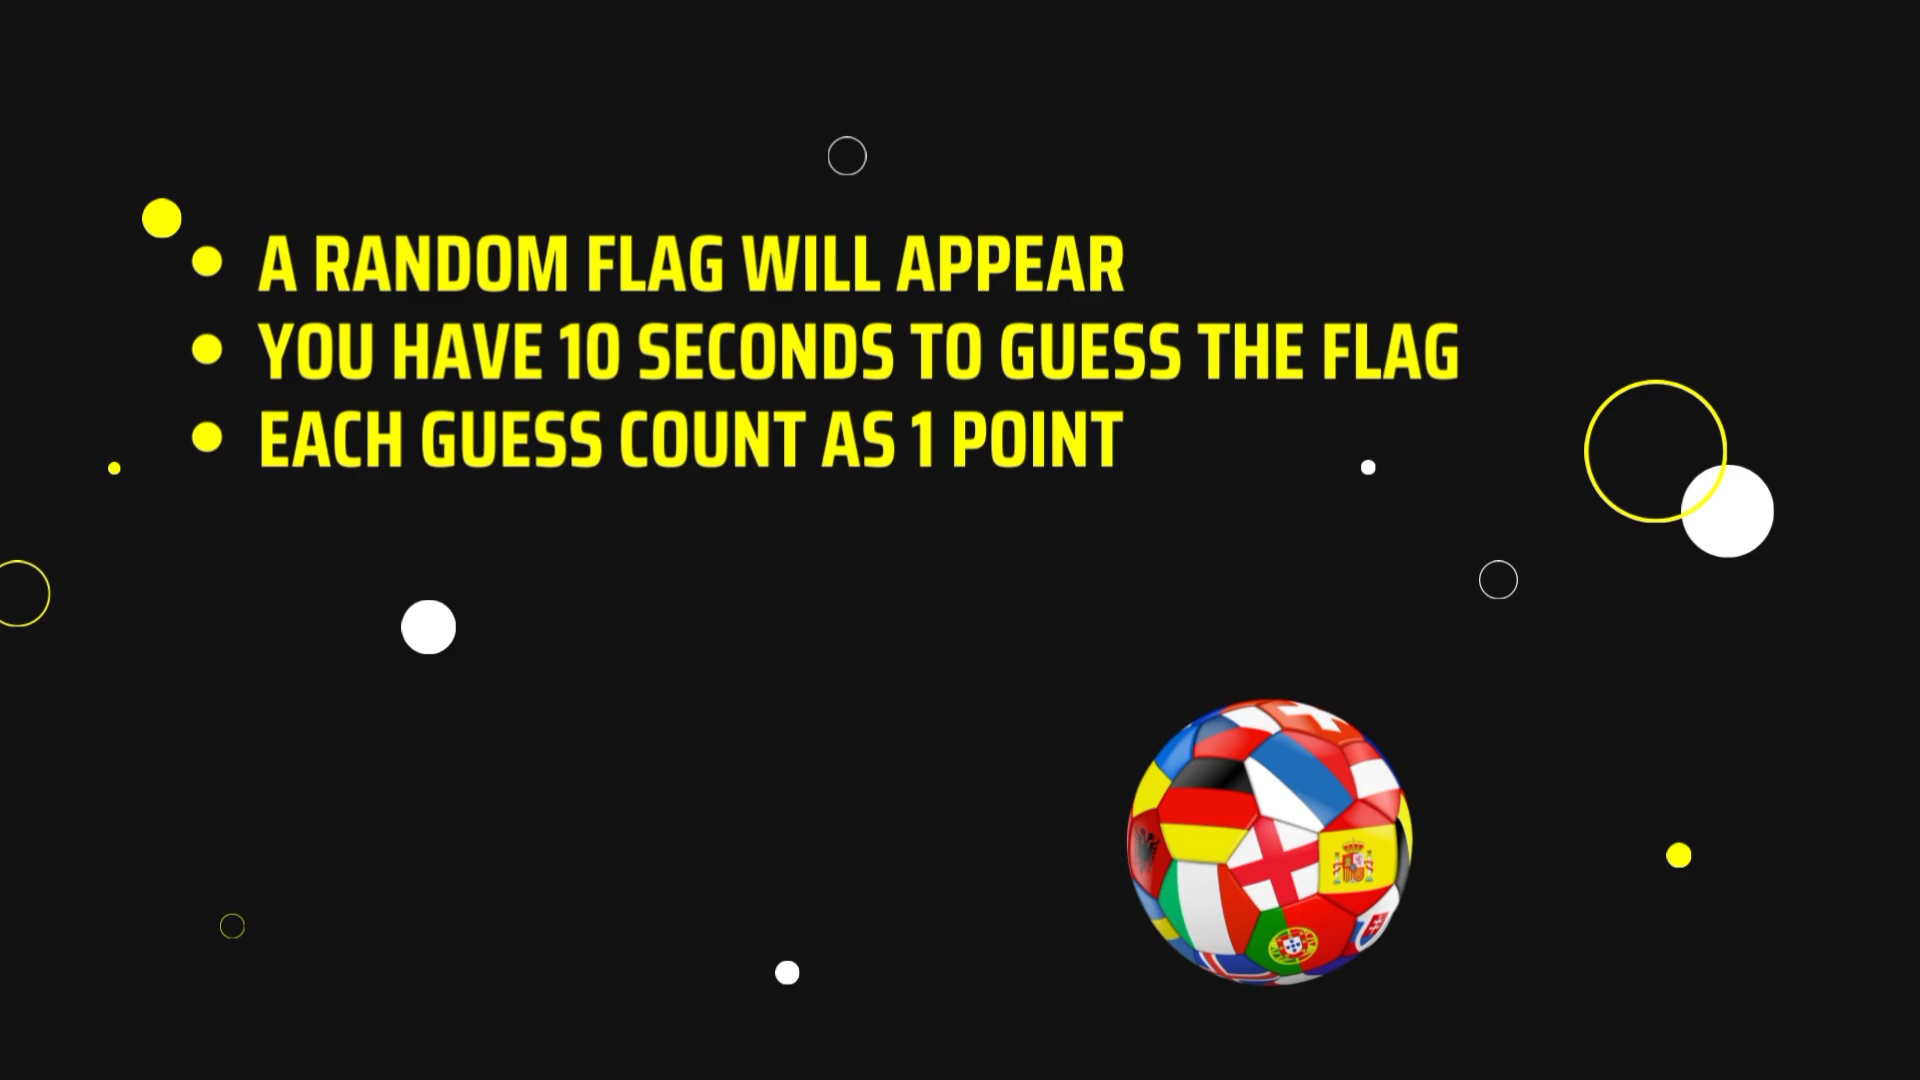 A RANDOM FLAG WILL APPEAR
YOU HAVE 10 SECONDS TO GUESS THE FLAG
EACH GUESS COUNT AS 1 POINT